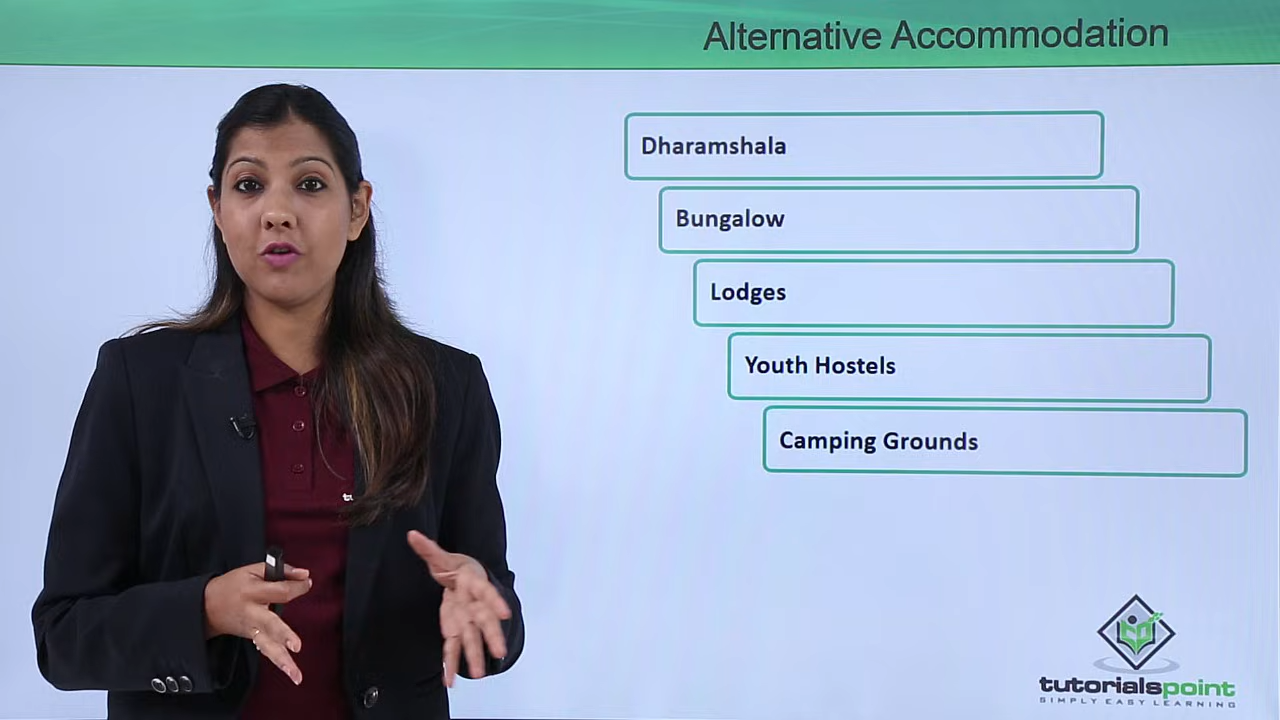 Alternative Accommodation
Dharamshala
Bungalow
Lodges
Youth Hostels
Camping Grounds
tutorialspoint
SIMPLY EASY LEARNING